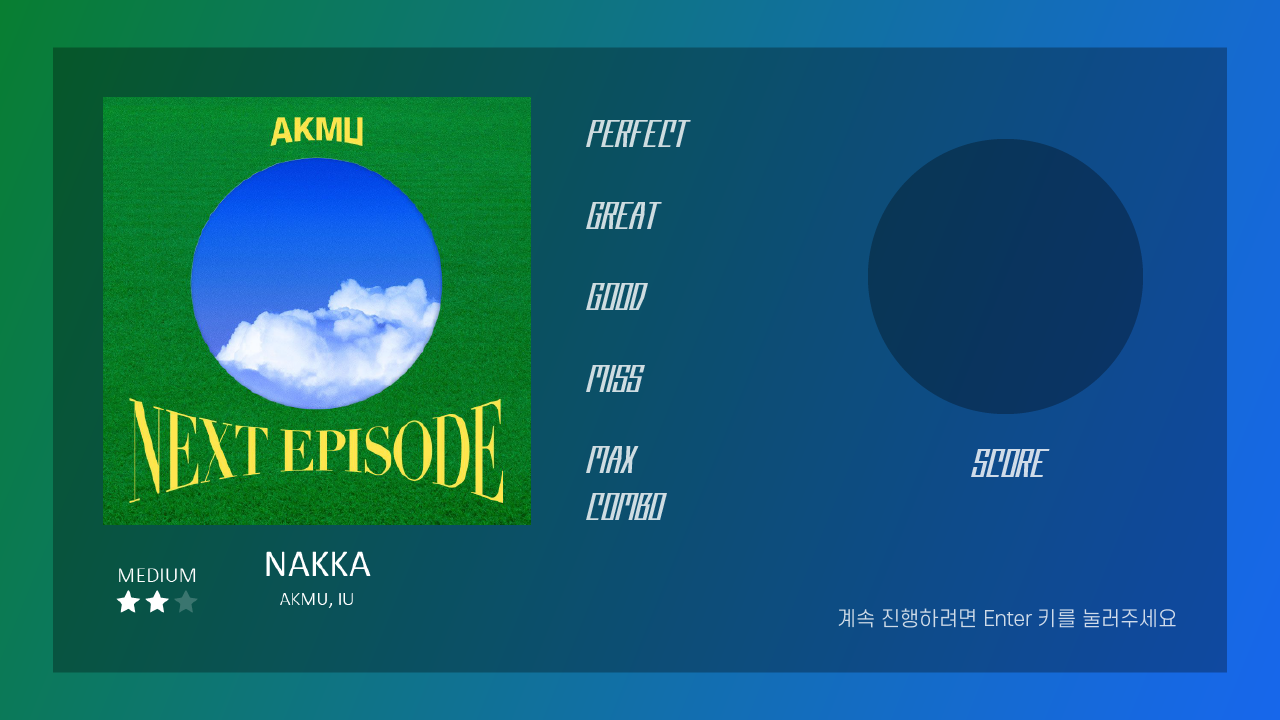 AKMU
NEXT EPISODE
MEDIUM
NAKKA
AKMU, IU
PERFECT
GREAT
GOOD
MISS
MAX
COMBO
SCORE
계속 진행하려면 Enter 키를 눌러주세요